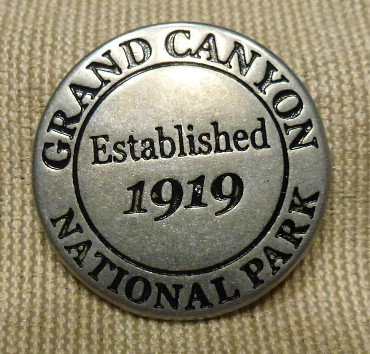 GRAND CANYON
Established
1919
NATIONAL PARK